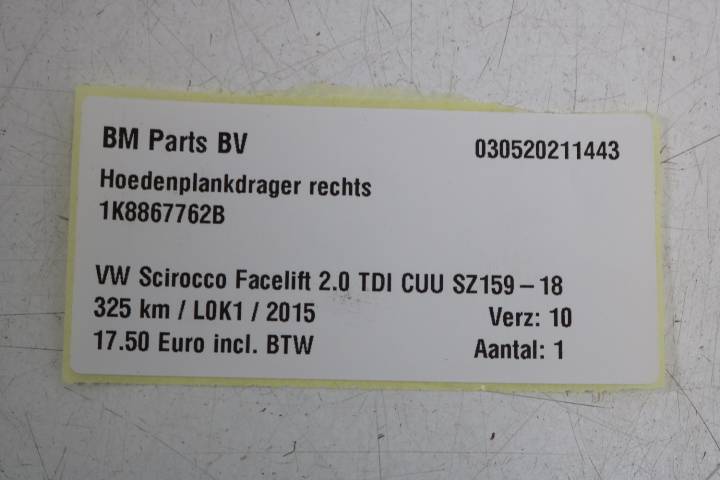 BM Parts BV 030520211443
Hoedenplankdrager rechts
1K8867762B
VW Scirocco Facelift 2.0 TDI CUU SZ159-18
325 km / L0K1 / 2015 Verz: 10
17.50 Euro incl. BTW Aantal: 1